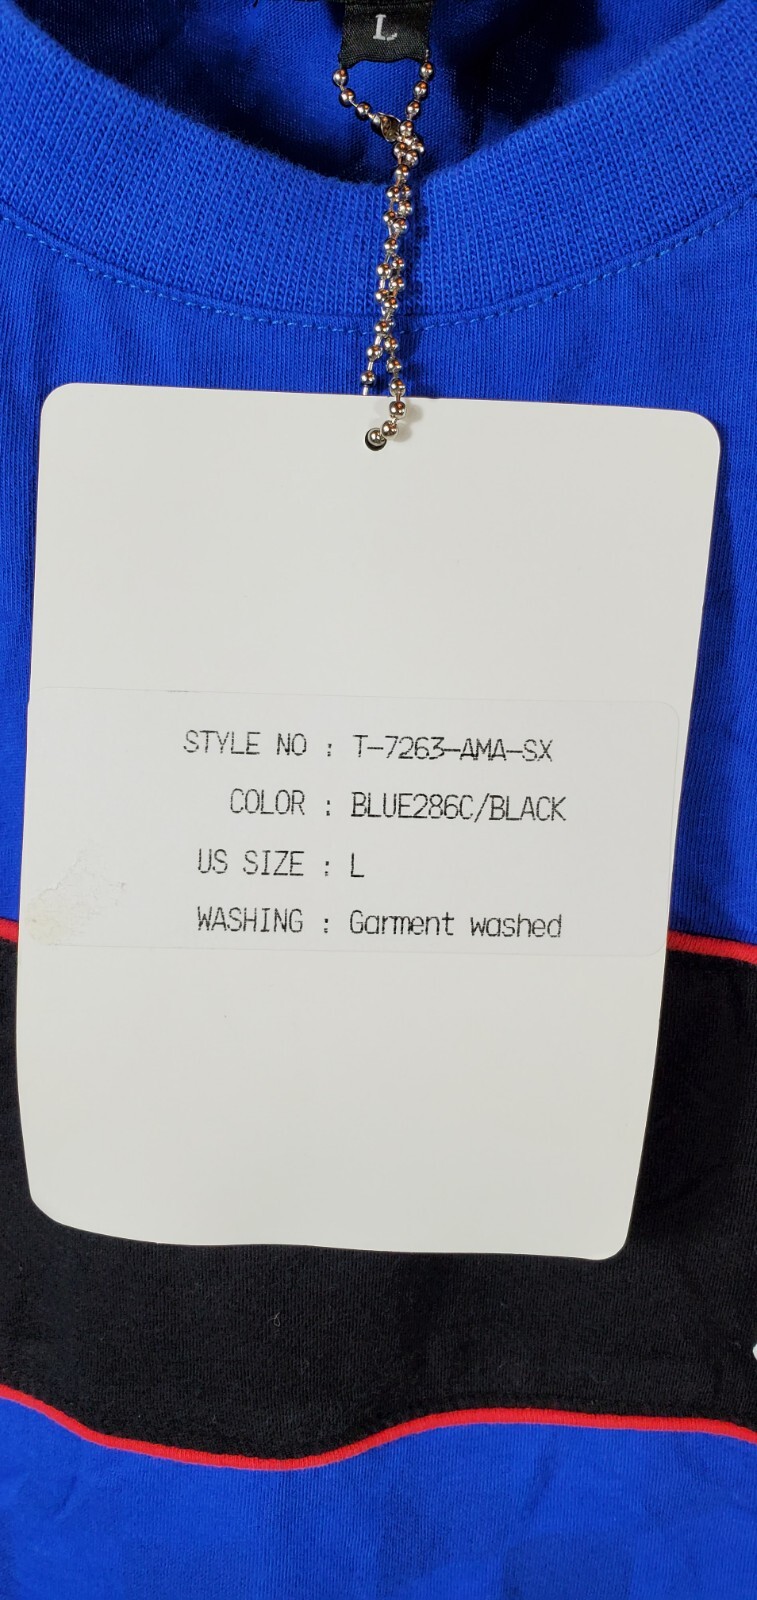 L
STYLE NO : T-7263-AMA-SX
COLOR : BLUE286C/BLACK
US SIZE : L
WASHING : Garment washed